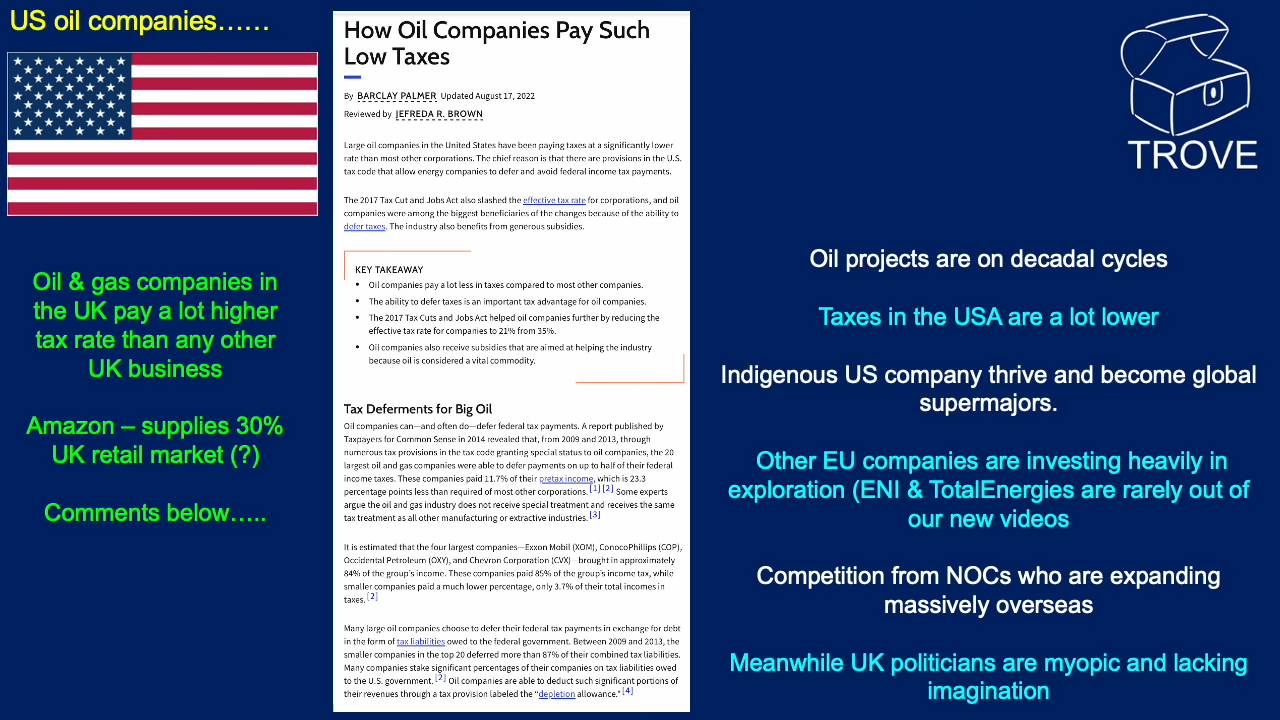 US oil companies……
Oil & gas companies in
the UK pay a lot higher
tax rate than any other
UK business
Amazon – supplies 30%
UK retail market (?)
Comments below…..
How Oil Companies Pay Such
Low Taxes
By BARCLAY PALMER Updated August 17, 2022
Reviewed by JEFREDA R. BROWN
Large oil companies in the United States have been paying taxes at a significantly lower
rate than most other corporations. The chief reason is that there are provisions in the U.S.
tax code that allow energy companies to defer and avoid federal income tax payments.
The 2017 Tax Cut and Jobs Act also slashed the effective tax rate for corporations, and oil
companies were among the biggest beneficiaries of the changes because of the ability to
defer taxes. The industry also benefits from generous subsidies.
KEY TAKEAWAY
• Oil companies pay a lot less in taxes compared to most other companies.
• The ability to defer taxes is an important tax advantage for oil companies.
• The 2017 Tax Cuts and Jobs Act helped oil companies further by reducing the
effective tax rate for companies to 21% from 35%.
• Oil companies also receive subsidies that are aimed at helping the industry
because oil is considered a vital commodity.
Tax Deferments for Big Oil
Oil companies can—and often do—defer federal tax payments. A report published by
Taxpayers for Common Sense in 2014 revealed that, from 2009 and 2013, through
numerous tax provisions in the tax code granting special status to oil companies, the 20
largest oil and gas companies were able to defer payments on up to half of their federal
income taxes. These companies paid 11.7% of their pretax income, which is 23.3
percentage points less than required of most other corporations. [1] [2] Some experts
argue the oil and gas industry does not receive special treatment and receives the same
tax treatment as all other manufacturing or extractive industries. [3]
It is estimated that the four largest companies—Exxon Mobil (XOM), ConocoPhillips (COP),
Occidental Petroleum (OXY), and Chevron Corporation (CVX)—brought in approximately
84% of the group's income. These companies paid 85% of the group's income tax, while
smaller companies paid a much lower percentage, only 3.7% of their total incomes in
taxes. [2]
Many large oil companies choose to defer their federal tax payments in exchange for debt
in the form of tax liabilities owed to the federal government. Between 2009 and 2013, the
smaller companies in the top 20 deferred more than 87% of their combined tax liabilities.
Many companies stake significant percentages of their companies on tax liabilities owed
to the U.S. government. [2] Oil companies are able to deduct such significant portions of
their revenues through a tax provision labeled the "depletion allowance." [4]
TROVE
Oil projects are on decadal cycles
Taxes in the USA are a lot lower
Indigenous US company thrive and become global
supermajors.
Other EU companies are investing heavily in
exploration (ENI & TotalEnergies are rarely out of
our new videos
Competition from NOCs who are expanding
massively overseas
Meanwhile UK politicians are myopic and lacking
imagination